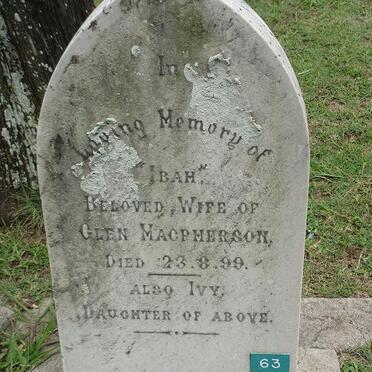 In
Loving Memory of
"Ibah,"
Beloved Wife of
Glen Macpherson,
Died 23.8.99.
Also Ivy,
Daughter of Above.
63